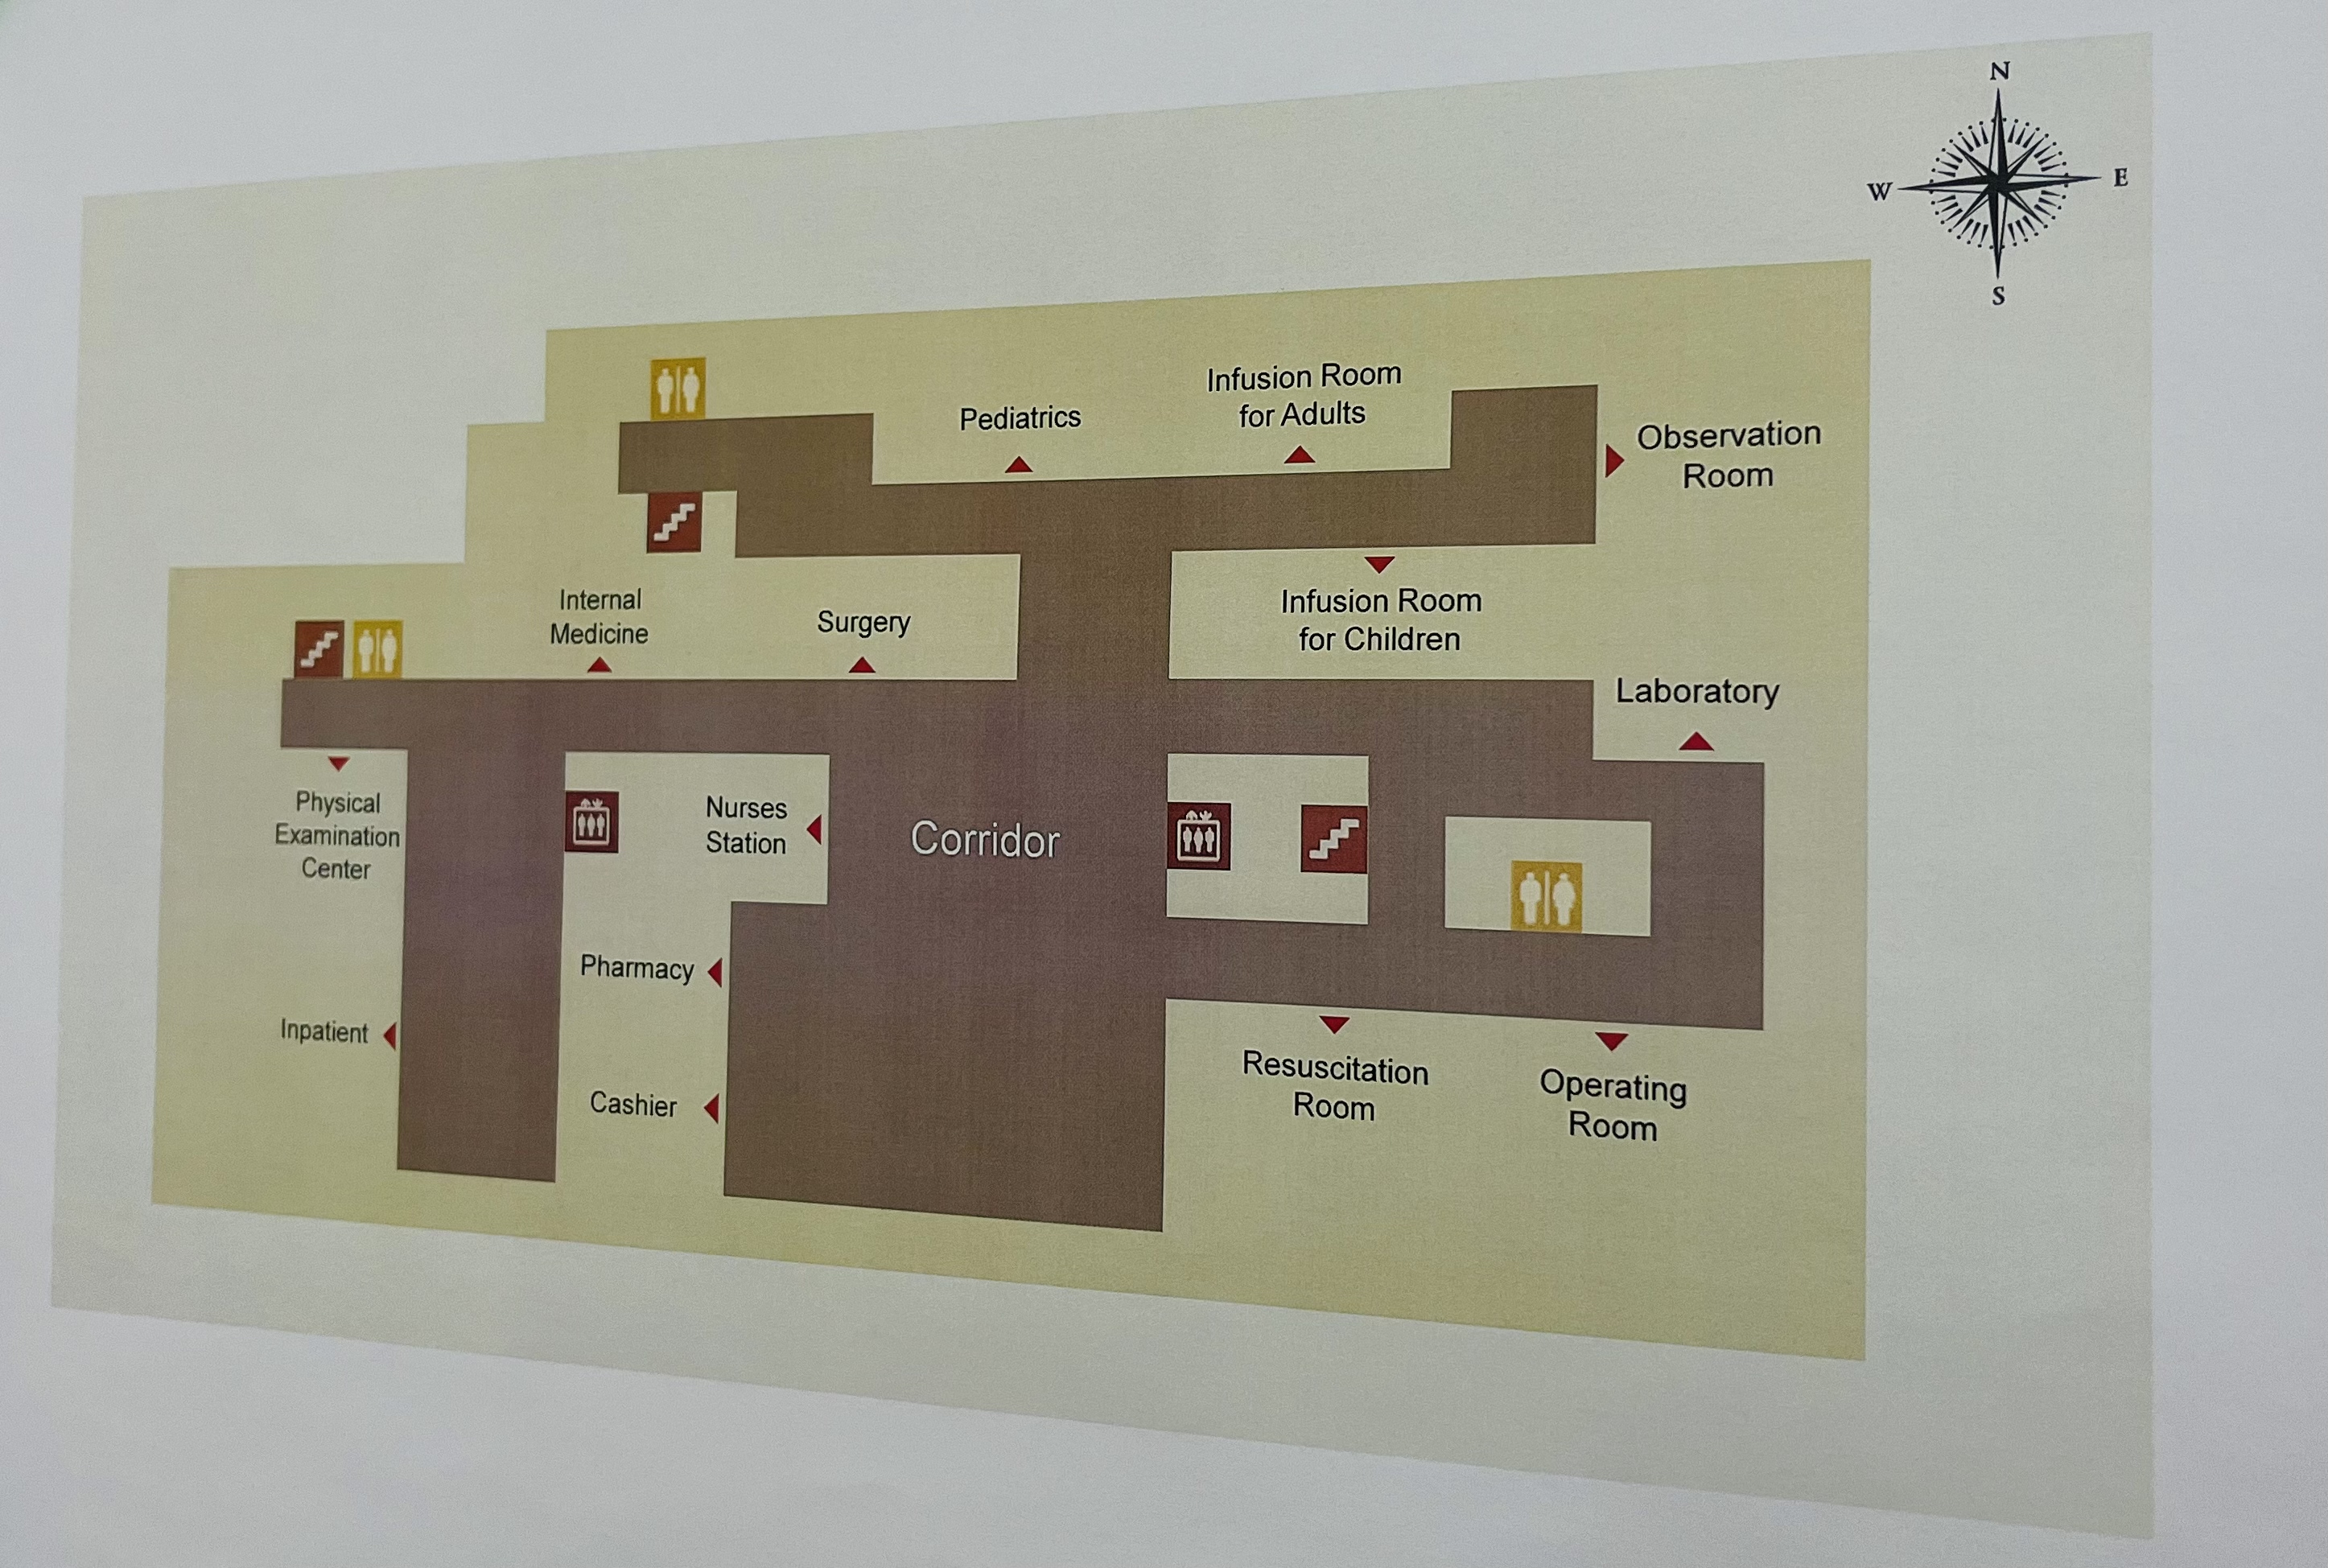 N
W
E
S
Pediatrics
Infusion Room
for Adults
Observation
Room
Internal
Medicine
Surgery
Infusion Room
for Children
Laboratory
Physical
Examination
Center
Nurses
Station
Corridor
Pharmacy
Inpatient
Cashier
Resuscitation
Room
Operating
Room